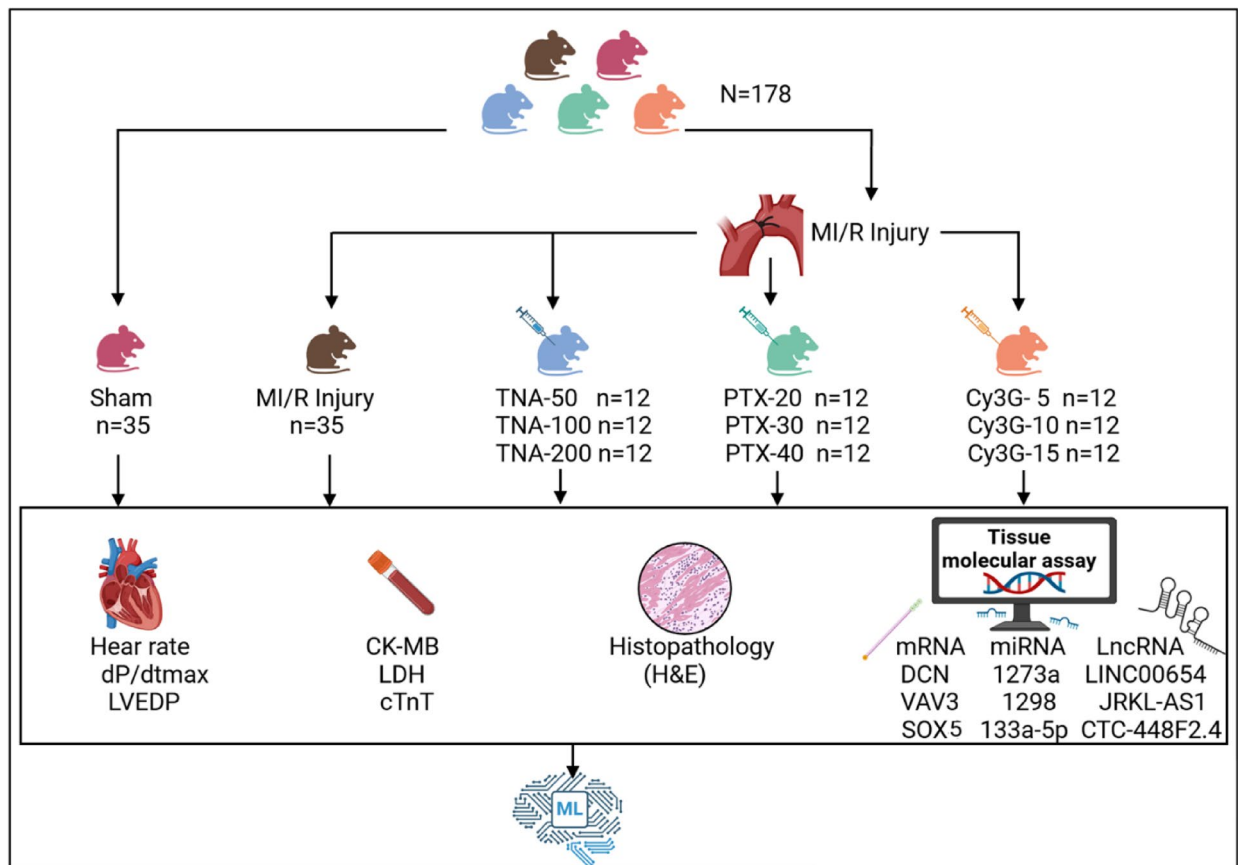 N=178
MI/R Injury
Sham
n=35
MI/R Injury
n=35
TNA-50 n=12
TNA-100 n=12
TNA-200 n=12
PTX-20 n=12
PTX-30 n=12
PTX-40 n=12
Cy3G- 5 n=12
Cy3G-10 n=12
Cy3G-15 n=12
Hear rate
dP/dtmax
LVEDP
CK-MB
LDH
cTnT
Histopathology
(H&E)
Tissue
molecular assay
mRNA miRNA LncRNA
DCN 1273a LINC00654
VAV3 1298 JRKL-AS1
SOX5 133a-5p CTC-448F2.4
ML